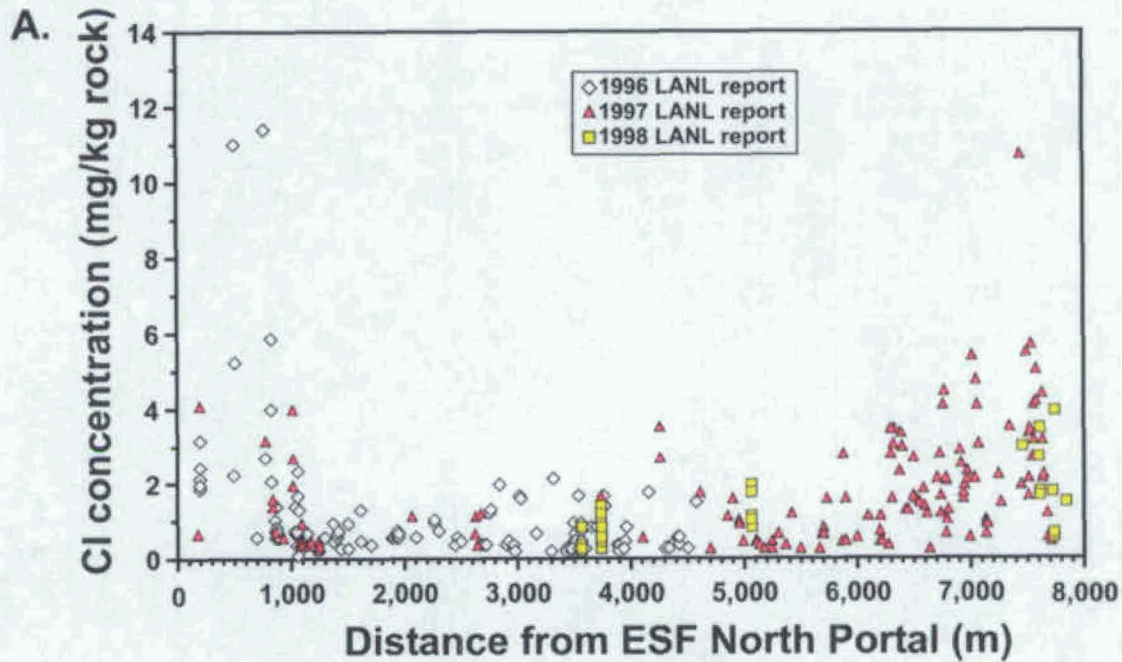 A.
14
12
10
8
6
4
2
0
Cl concentration (mg/kg rock)
1996 LANL report
1997 LANL report
1998 LANL report
0 1,000 2,000 3,000 4,000 5,000 6,000 7,000 8,000
Distance from ESF North Portal (m)